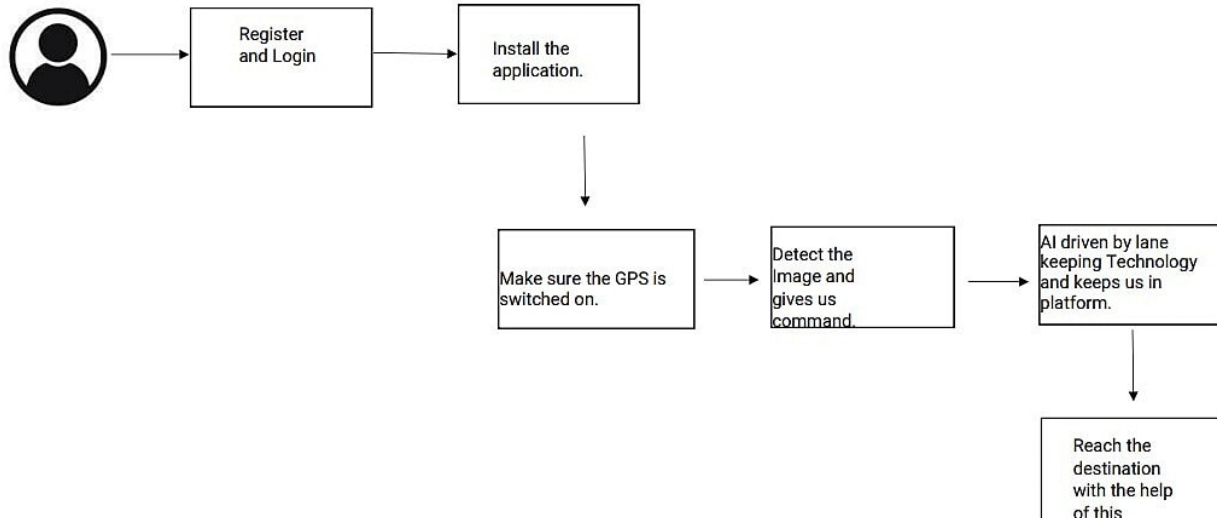 Register
and Login
Install the
application.
Make sure the GPS is
switched on.
Detect the
Image and
gives us
command.
AI driven by lane
keeping Technology
and keeps us in
platform.
Reach the
destination
with the help
of this